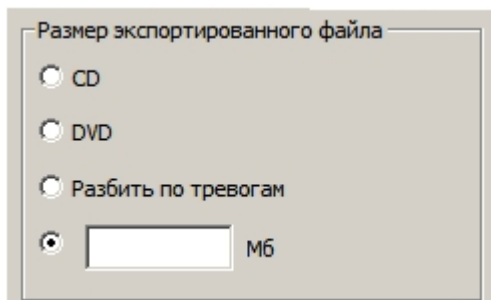 Размер экспортированного файла
CD
DVD
Разбить по тревогам
Мб